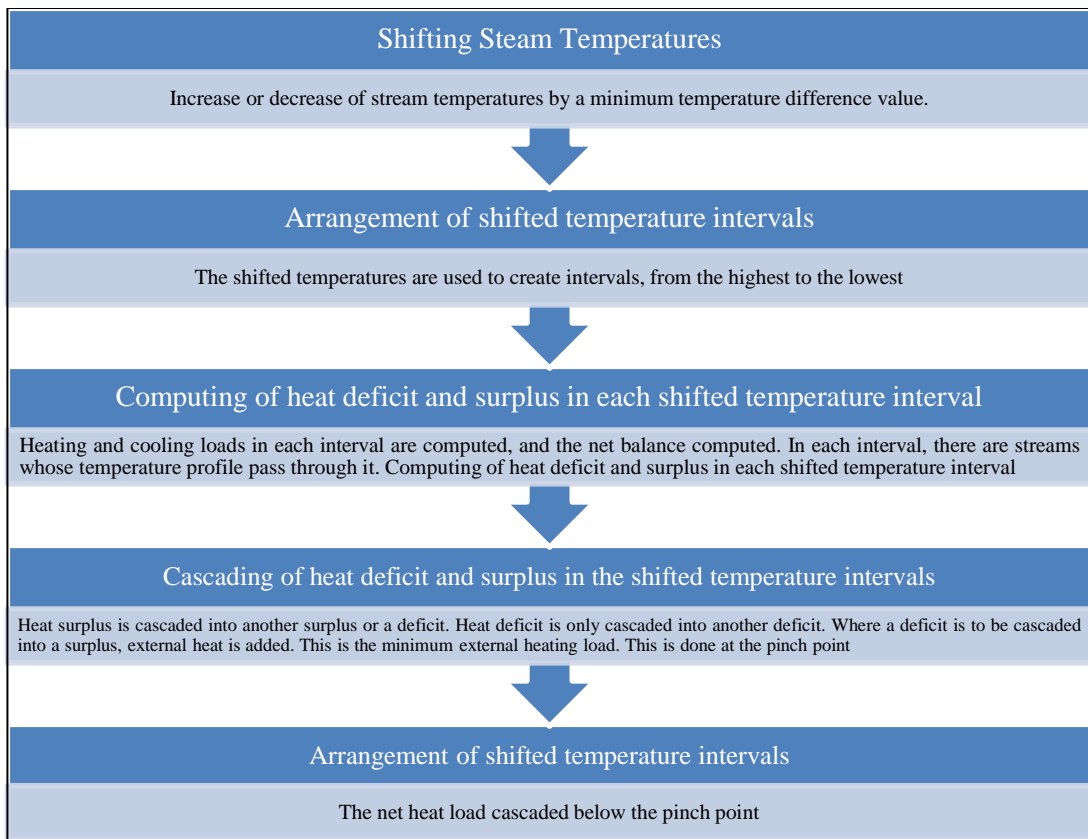 Shifting Steam Temperatures
Increase or decrease of stream temperatures by a minimum temperature difference value.
Arrangement of shifted temperature intervals
The shifted temperatures are used to create intervals, from the highest to the lowest
Computing of heat deficit and surplus in each shifted temperature interval
Heating and cooling loads in each interval are computed, and the net balance computed. In each interval, there are streams
whose temperature profile pass through it. Computing of heat deficit and surplus in each shifted temperature interval
Cascading of heat deficit and surplus in the shifted temperature intervals
Heat surplus is cascaded into another surplus or a deficit. Heat deficit is only cascaded into another deficit. Where a deficit is to be cascaded
into a surplus, external heat is added. This is the minimum external heating load. This is done at the pinch point
Arrangement of shifted temperature intervals
The net heat load cascaded below the pinch point